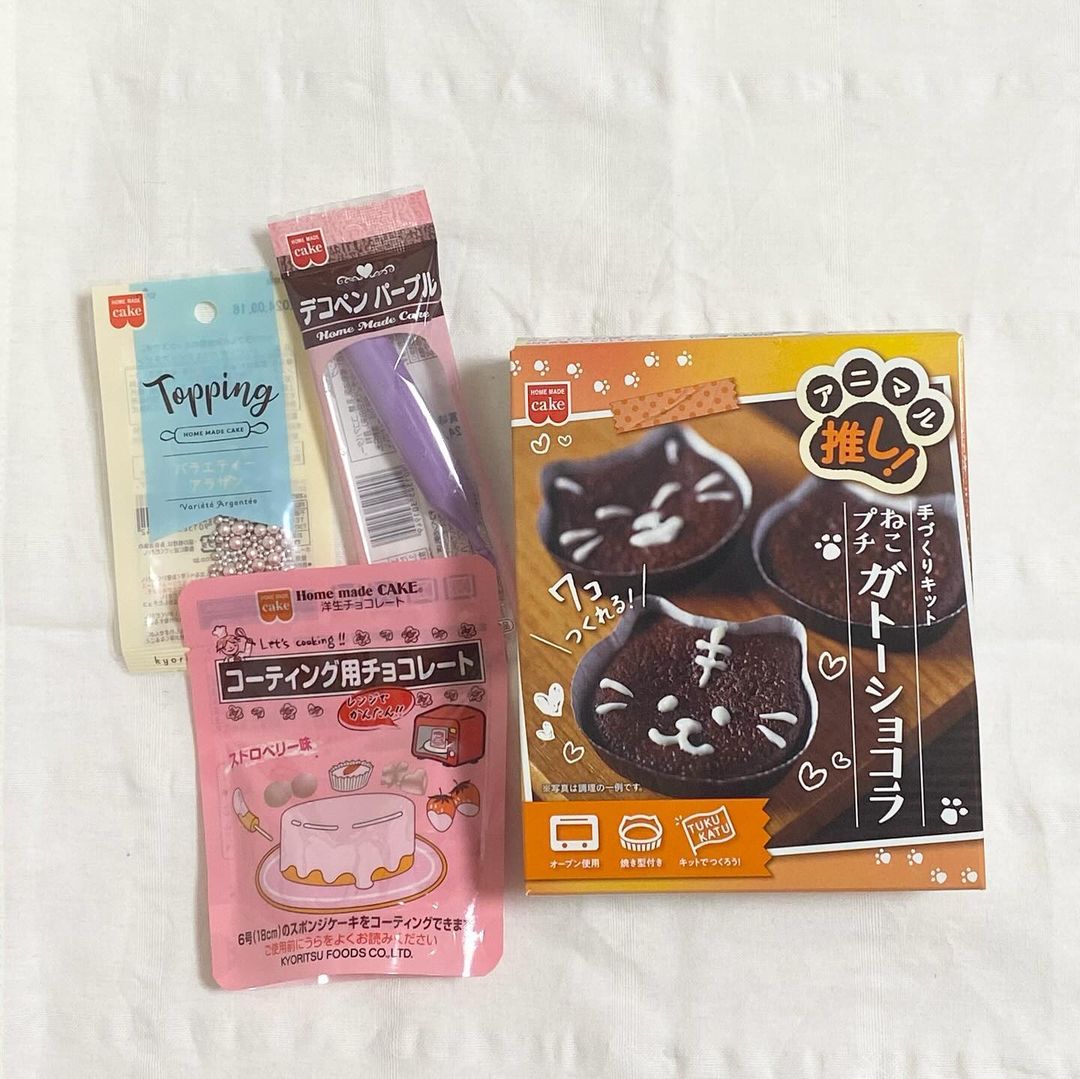 HOME MADE
cake
Topping
HOME MADE CAKE
バラエティー
アラザン
Variété Argentée
HOME MADE
cake
デコペン パープル
Home Made Cake
HOME MADE
cake
Home made CAKE®
洋生チョコレート
Let's cooking!!
コーティング用チョコレート
レンジで
かんたん!!
ストロベリー味
6号(18cm)のスポンジケーキをコーティングできま
ご使用前にうらをよくお読みください
KYORITSU FOODS CO.,LTD.
HOME MADE
cake
アニマル
推し!
手づくりキット
ねこ
プチ
ガトーショコラ
7コ
つくれる!
※写真は調理の一例です。
オーブン使用
焼き型付き
TUKU
KATU
キットでつくろう!